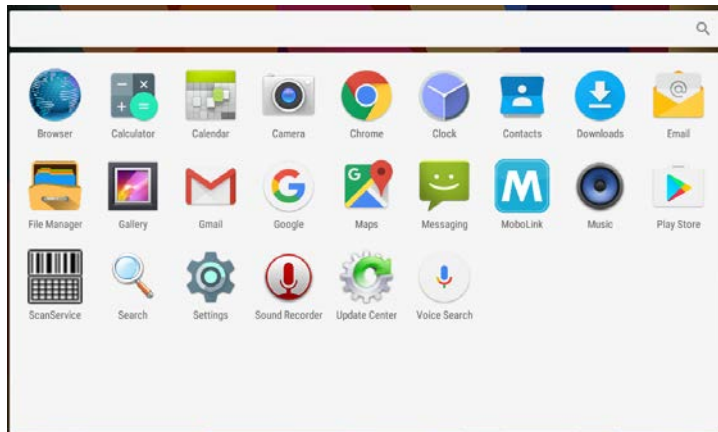 Browser Calculator Calendar Camera Chrome Clock Contacts Downloads Email
File Manager Gallery Gmail Google Maps Messaging MoboLink Music Play Store
ScanService Search Settings Sound Recorder Update Center Voice Search